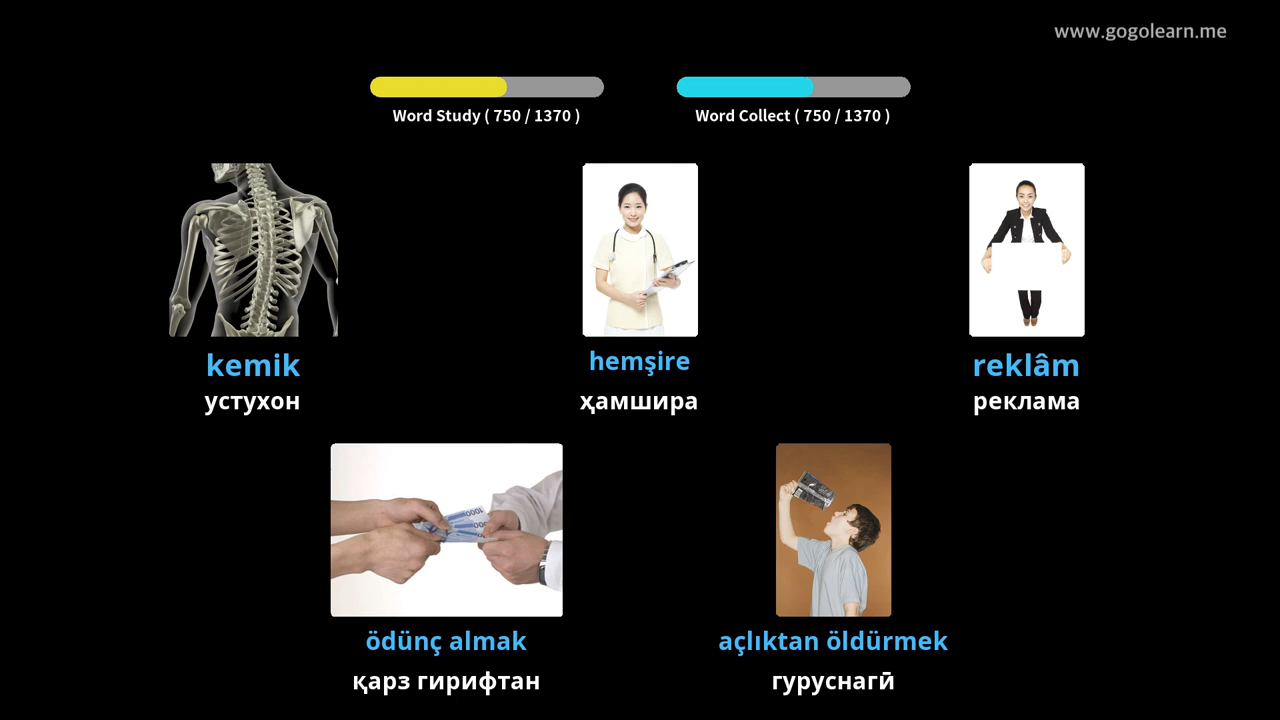 www.gogolearn.me
Word Study ( 750 / 1370 )
Word Collect ( 750 / 1370 )
kemik
устухон
hemşire
ҳамшира
reklâm
реклама
ödünç almak
қарз гирифтан
açlıktan öldürmek
гуруснагӣ